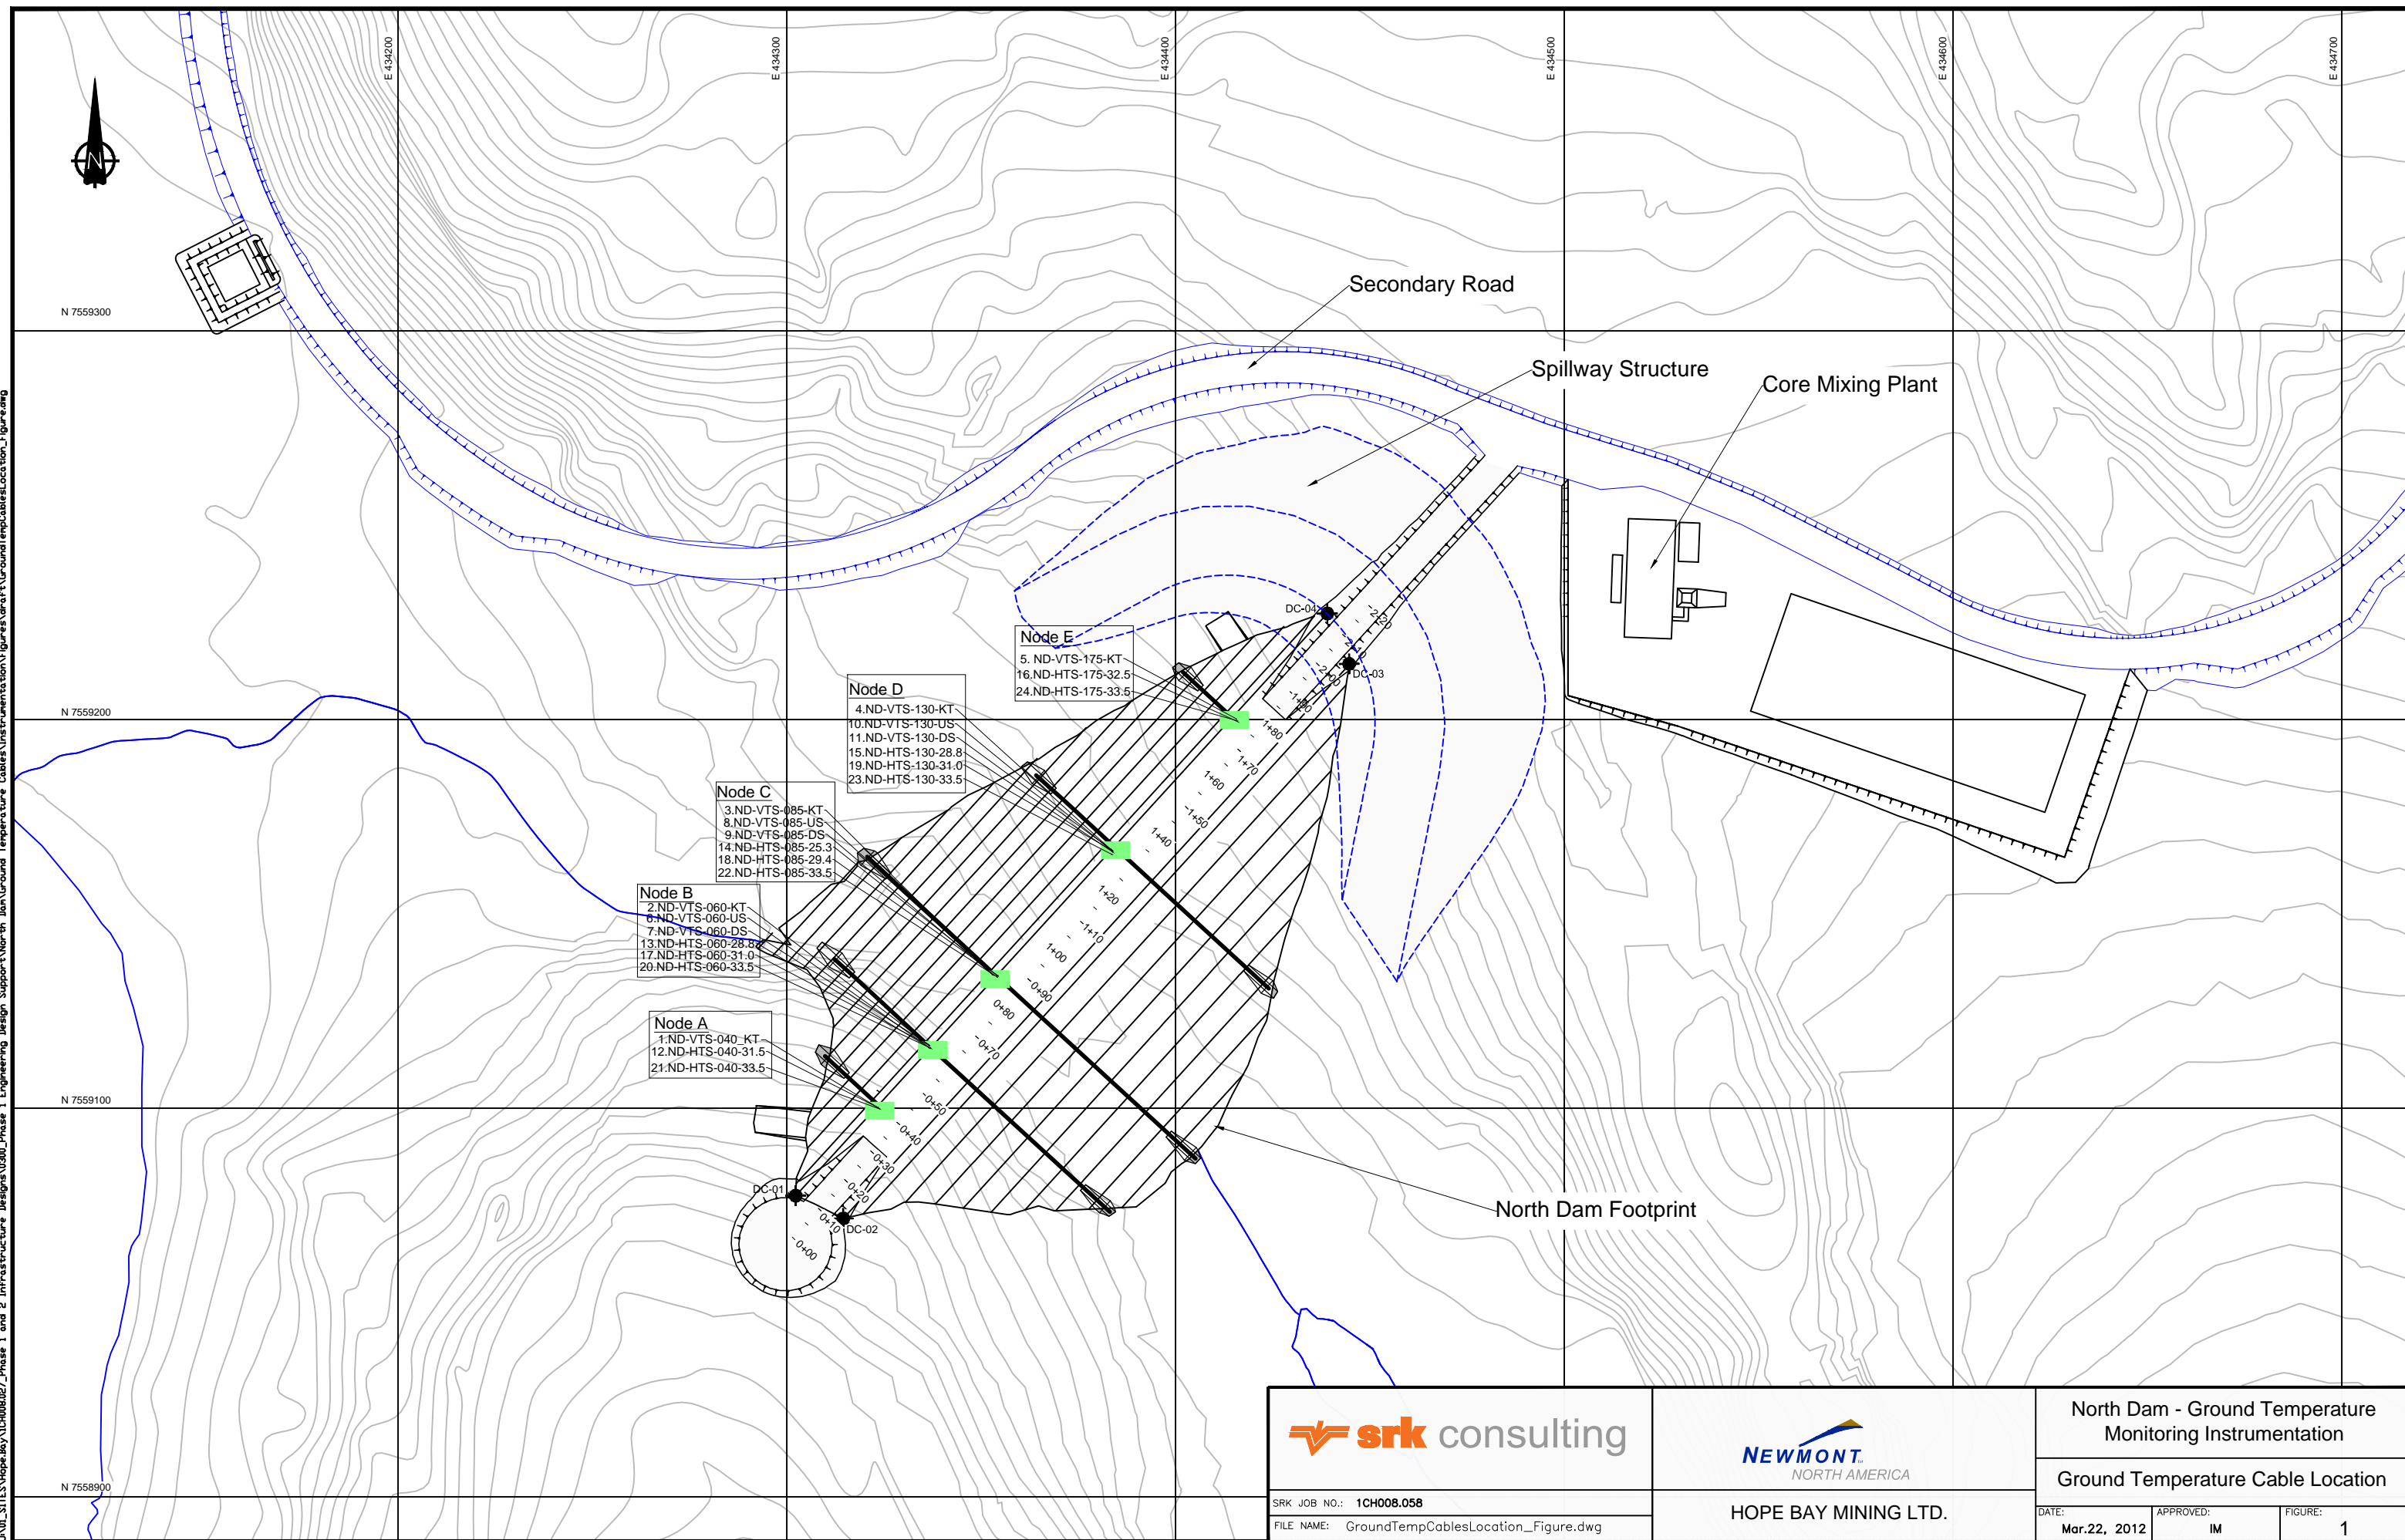 E 434200
E 434300
E 434400
E 434500
E 434600
E 434700
N
N 7559300
N 7559200
N 7559100
N 7558900
Secondary Road
Spillway Structure
Core Mixing Plant
DC-04
DC-03
Node E
5. ND-VTS-175-KT
16.ND-HTS-175-32.5
24.ND-HTS-175-33.5
Node D
4.ND-VTS-130-KT
10.ND-VTS-130-US
11.ND-VTS-130-DS
15.ND-HTS-130-28.8
19.ND-HTS-130-31.0
23.ND-HTS-130-33.5
Node C
3.ND-VTS-085-KT
8.ND-VTS-085-US
9.ND-VTS-085-DS
14.ND-HTS-085-25.3
18.ND-HTS-085-29.4
22.ND-HTS-085-33.5
Node B
2.ND-VTS-060-KT
6.ND-VTS-060-US
7.ND-VTS-060-DS
13.ND-HTS-060-28.8
17.ND-HTS-060-31.0
20.ND-HTS-060-33.5
Node A
1.ND-VTS-040_KT
12.ND-HTS-040-31.5
21.ND-HTS-040-33.5
2+20
2+10
2+00
1+90
1+80
1+70
1+60
1+50
1+40
1+20
1+10
1+00
0+90
0+80
0+70
0+50
0+40
0+30
0+20
0+10
0+00
DC-01
DC-02
North Dam Footprint
srk consulting
SRK JOB NO.: 1CH008.058
FILE NAME: GroundTempCablesLocation_Figure.dwg
NEWMONT
NORTH AMERICA
HOPE BAY MINING LTD.
North Dam - Ground Temperature
Monitoring Instrumentation
Ground Temperature Cable Location
DATE: Mar.22, 2012
APPROVED: IM
FIGURE: 1